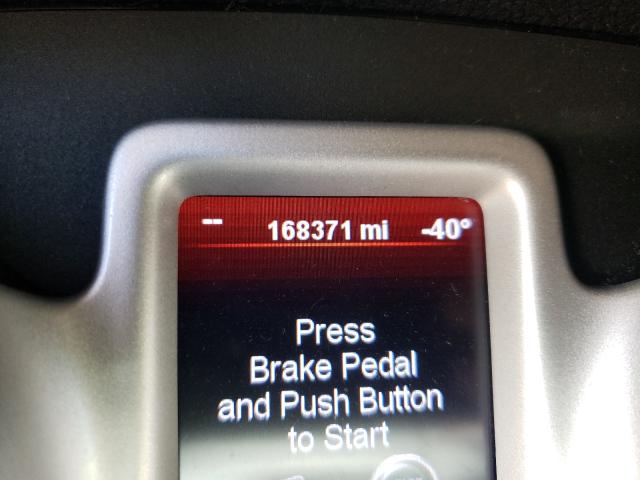 -- 168371 mi -40°
Press
Brake Pedal
and Push Button
to Start